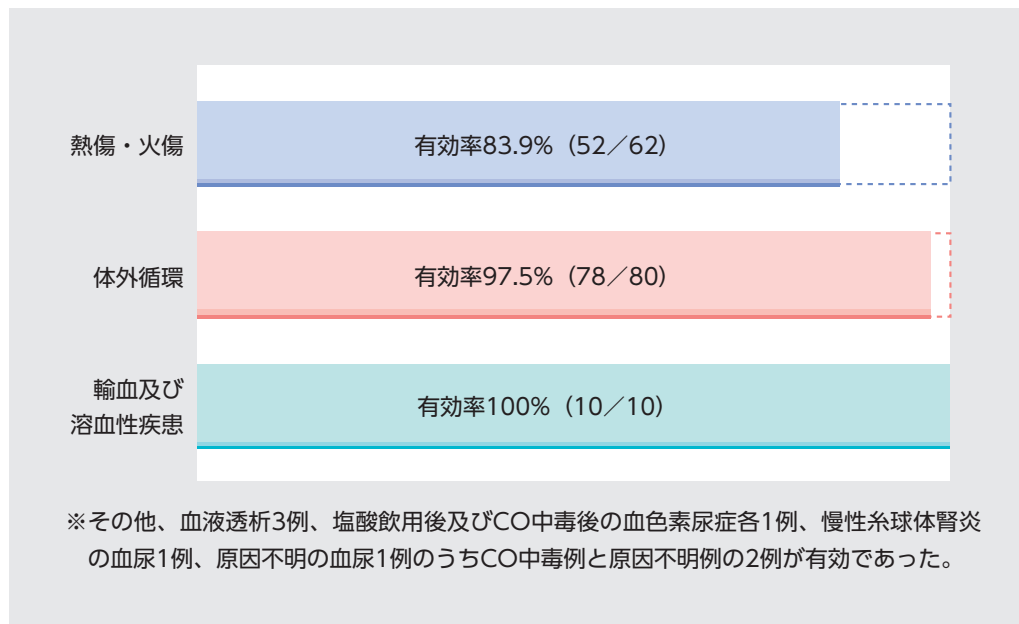 熱傷・火傷
有効率83.9%（52／62）
体外循環
有効率97.5%（78／80）
輸血及び
溶血性疾患
有効率100%（10／10）
※その他、血液透析3例、塩酸飲用後及びCO中毒後の血色素尿症各1例、慢性糸球体腎炎
の血尿1例、原因不明の血尿1例のうちCO中毒例と原因不明例の2例が有効であった。